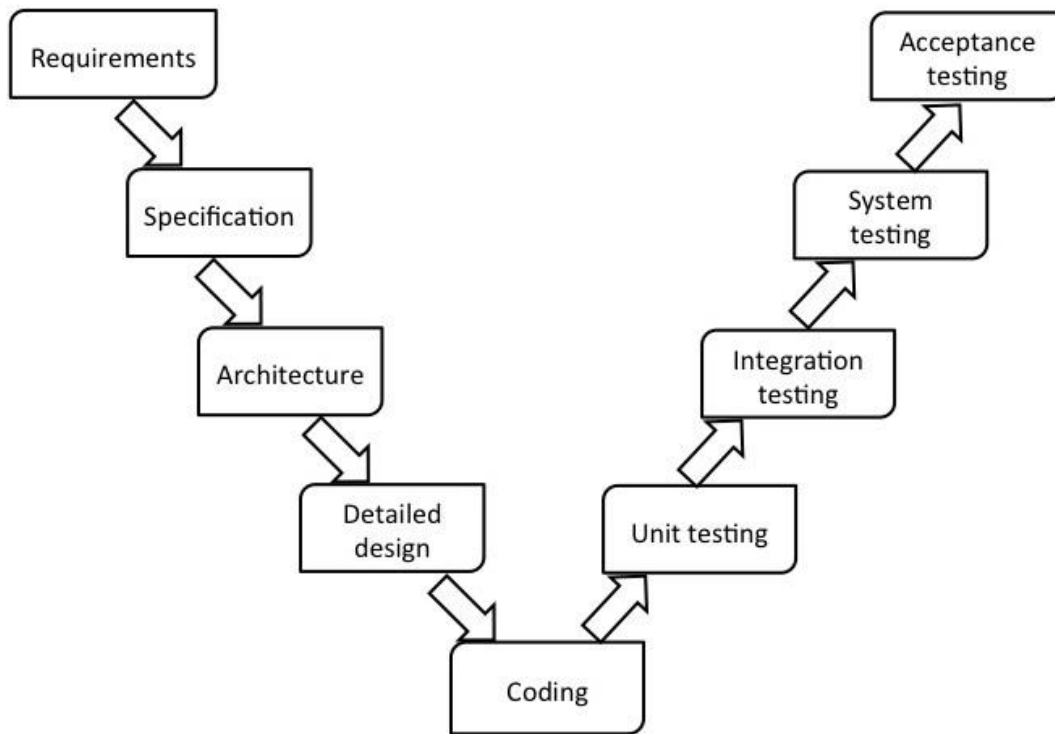 Requirements
Acceptance
testing
Specification
System
testing
Architecture
Integration
testing
Detailed
design
Unit testing
Coding